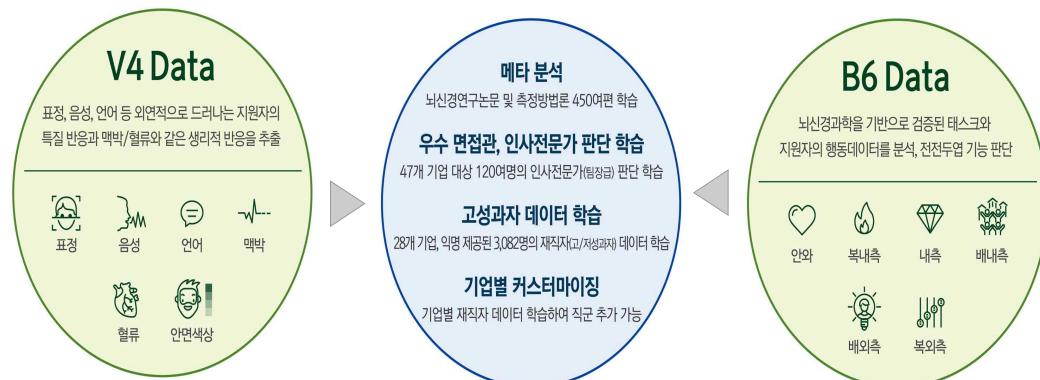 V4 Data
표정, 음성, 언어 등 외연적으로 드러나는 지원자의
특질 반응과 맥박/혈류와 같은 생리적 반응을 추출
표정
음성
언어
맥박
혈류
안면색상
메타 분석
뇌신경연구논문 및 측정방법론 450여편 학습
우수 면접관, 인사전문가 판단 학습
47개 기업 대상 120여명의 인사전문가(팀장급) 판단 학습
고성과자 데이터 학습
28개 기업, 익명 제공된 3,082명의 재직자(고/저성과자) 데이터 학습
기업별 커스터마이징
기업별 재직자 데이터 학습하여 직군 추가 가능
B6 Data
뇌신경과학을 기반으로 검증된 태스크와
지원자의 행동데이터를 분석, 전전두엽 기능 판단
안와
복내측
내측
배내측
배외측
복외측